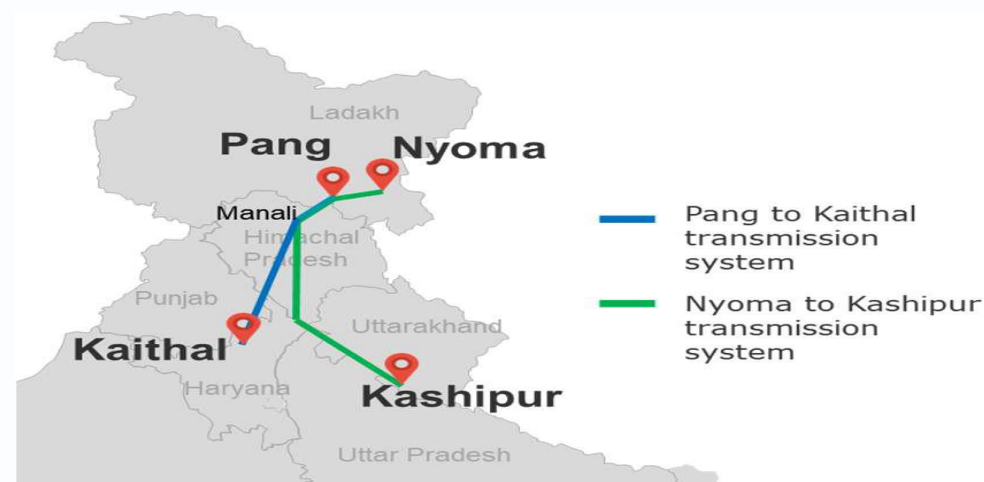 Ladakh
Pang
Nyoma
Manali
Himachal
Pradesh
Punjab
Uttarakhand
Kaithal
Haryana
Kashipur
Uttar Pradesh
Pang to Kaithal
transmission
system
Nyoma to Kashipur
transmission
system